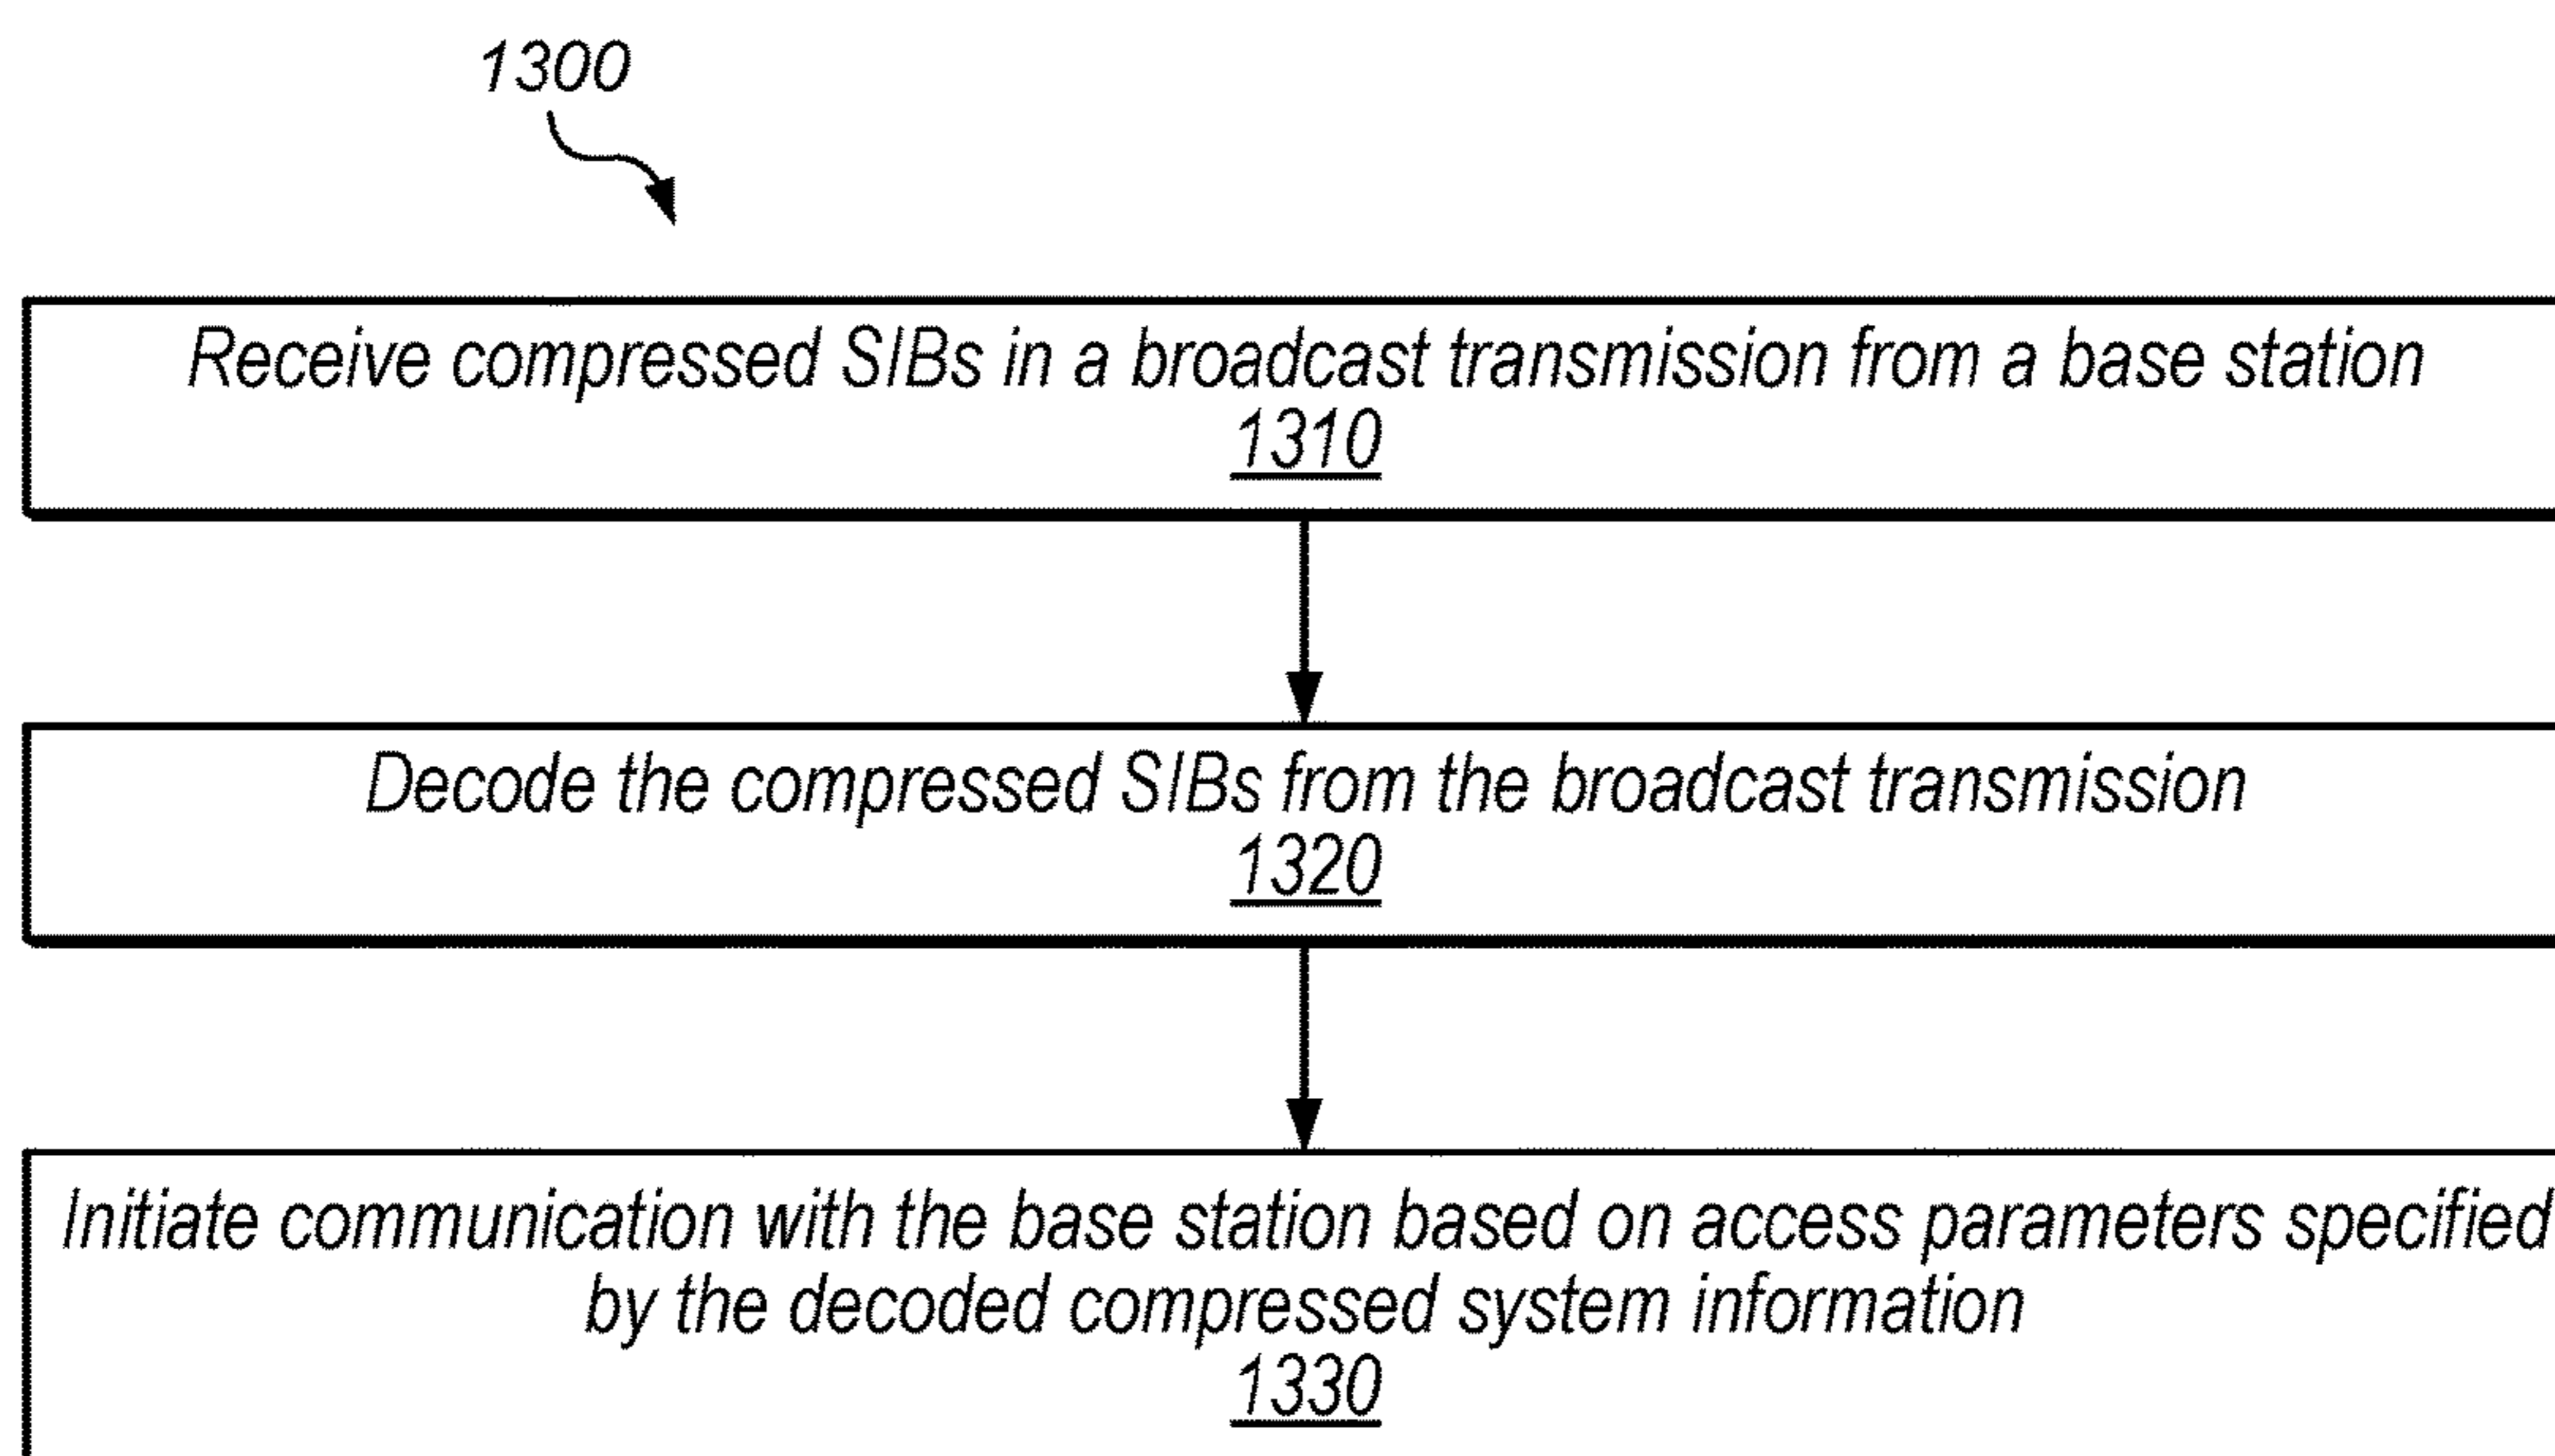 1300
Receive compressed SIBs in a broadcast transmission from a base station
1310
Decode the compressed SIBs from the broadcast transmission
1320
Initiate communication with the base station based on access parameters specified
by the decoded compressed system information
1330